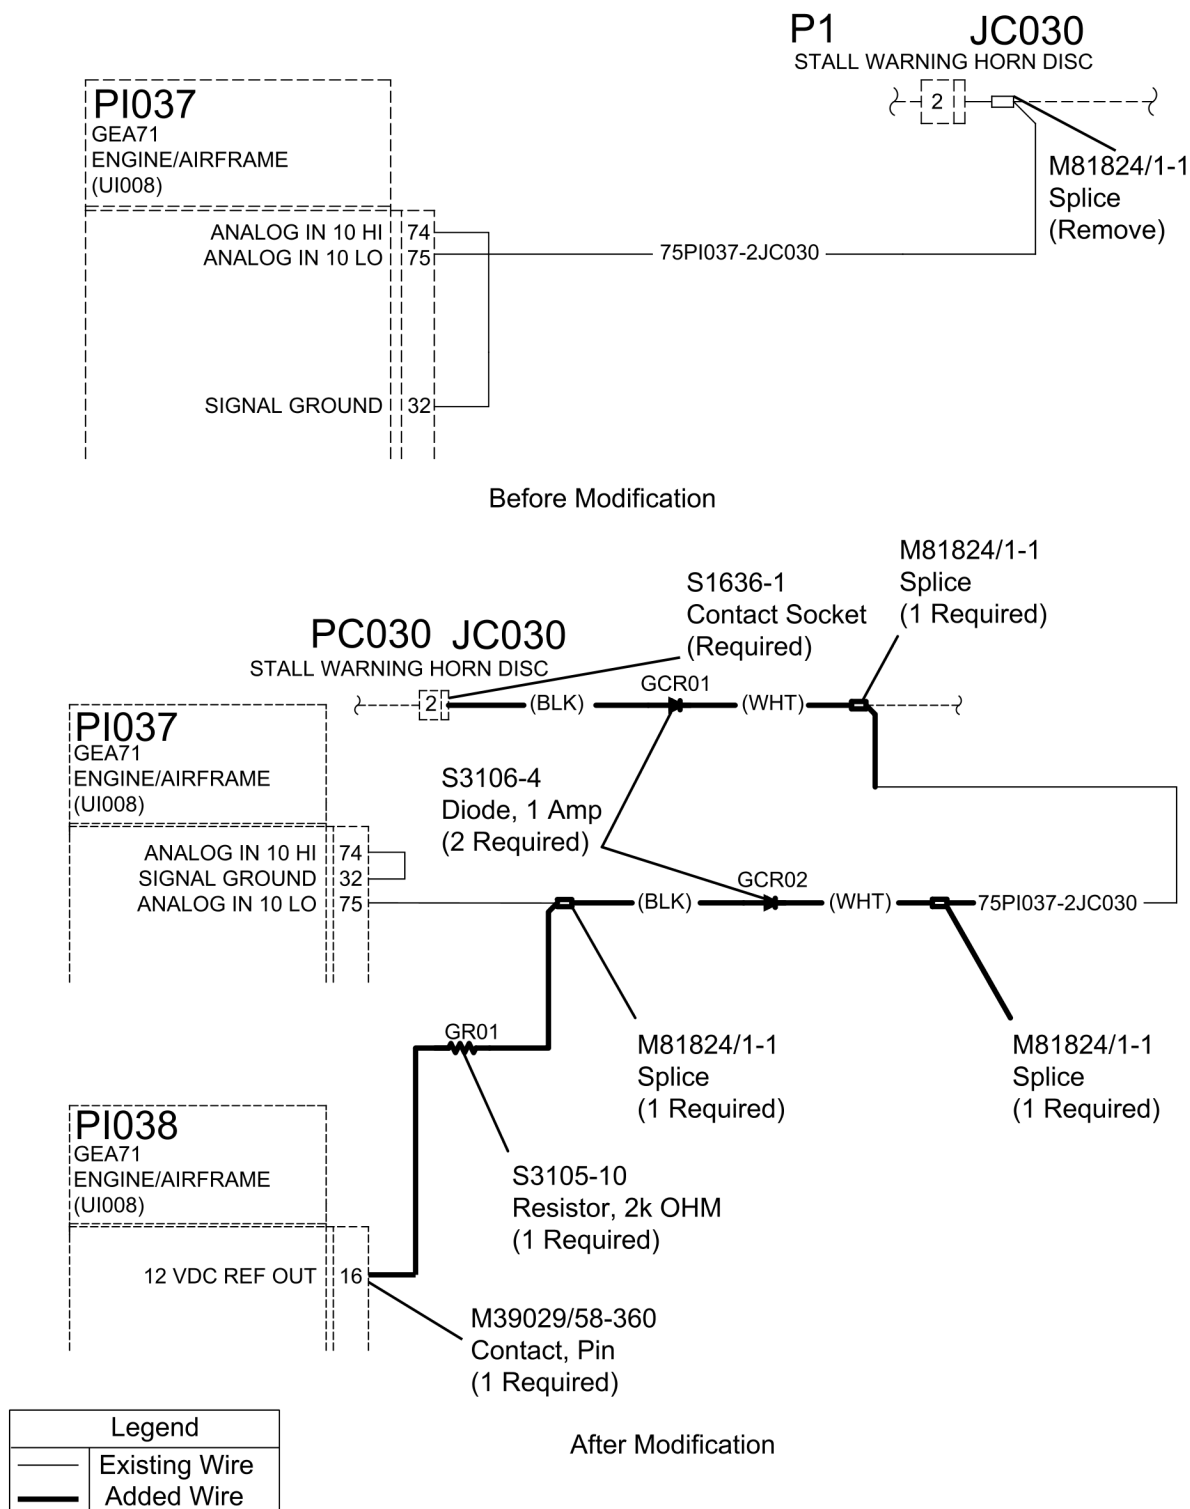 P1 JC030
STALL WARNING HORN DISC
2
M81824/1-1
Splice
(Remove)
PI037
GEA71
ENGINE/AIRFRAME
(UI008)
ANALOG IN 10 HI 74
ANALOG IN 10 LO 75
75PI037-2JC030
SIGNAL GROUND 32
Before Modification
M81824/1-1
Splice
(1 Required)
S1636-1
Contact Socket
(Required)
PC030 JC030
STALL WARNING HORN DISC
2
(BLK)
GCR01
(WHT)
PI037
GEA71
ENGINE/AIRFRAME
(UI008)
S3106-4
Diode, 1 Amp
(2 Required)
ANALOG IN 10 HI 74
SIGNAL GROUND 32
ANALOG IN 10 LO 75
(BLK)
GCR02
(WHT)
75PI037-2JC030
GR01
M81824/1-1
Splice
(1 Required)
M81824/1-1
Splice
(1 Required)
PI038
GEA71
ENGINE/AIRFRAME
(UI008)
S3105-10
Resistor, 2k OHM
(1 Required)
12 VDC REF OUT 16
M39029/58-360
Contact, Pin
(1 Required)
After Modification
Legend
Existing Wire
Added Wire